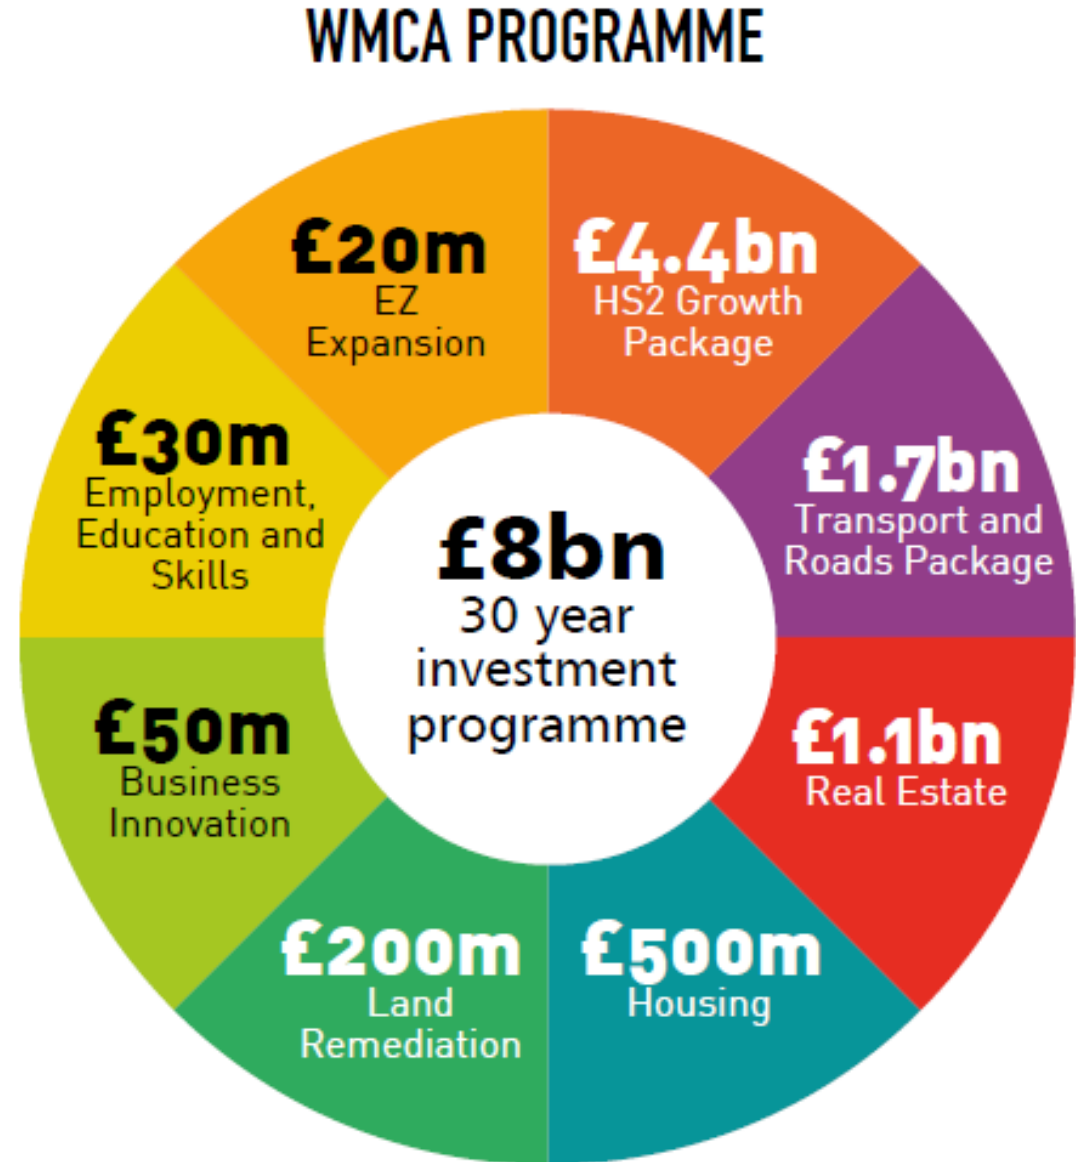 WMCA PROGRAMME
£20m
EZ
Expansion
£4.4bn
HS2 Growth
Package
£30m
Employment,
Education and
Skills
£1.7bn
Transport and
Roads Package
£8bn
30 year
investment
programme
£50m
Business
Innovation
£1.1bn
Real Estate
£200m
Land
Remediation
£500m
Housing